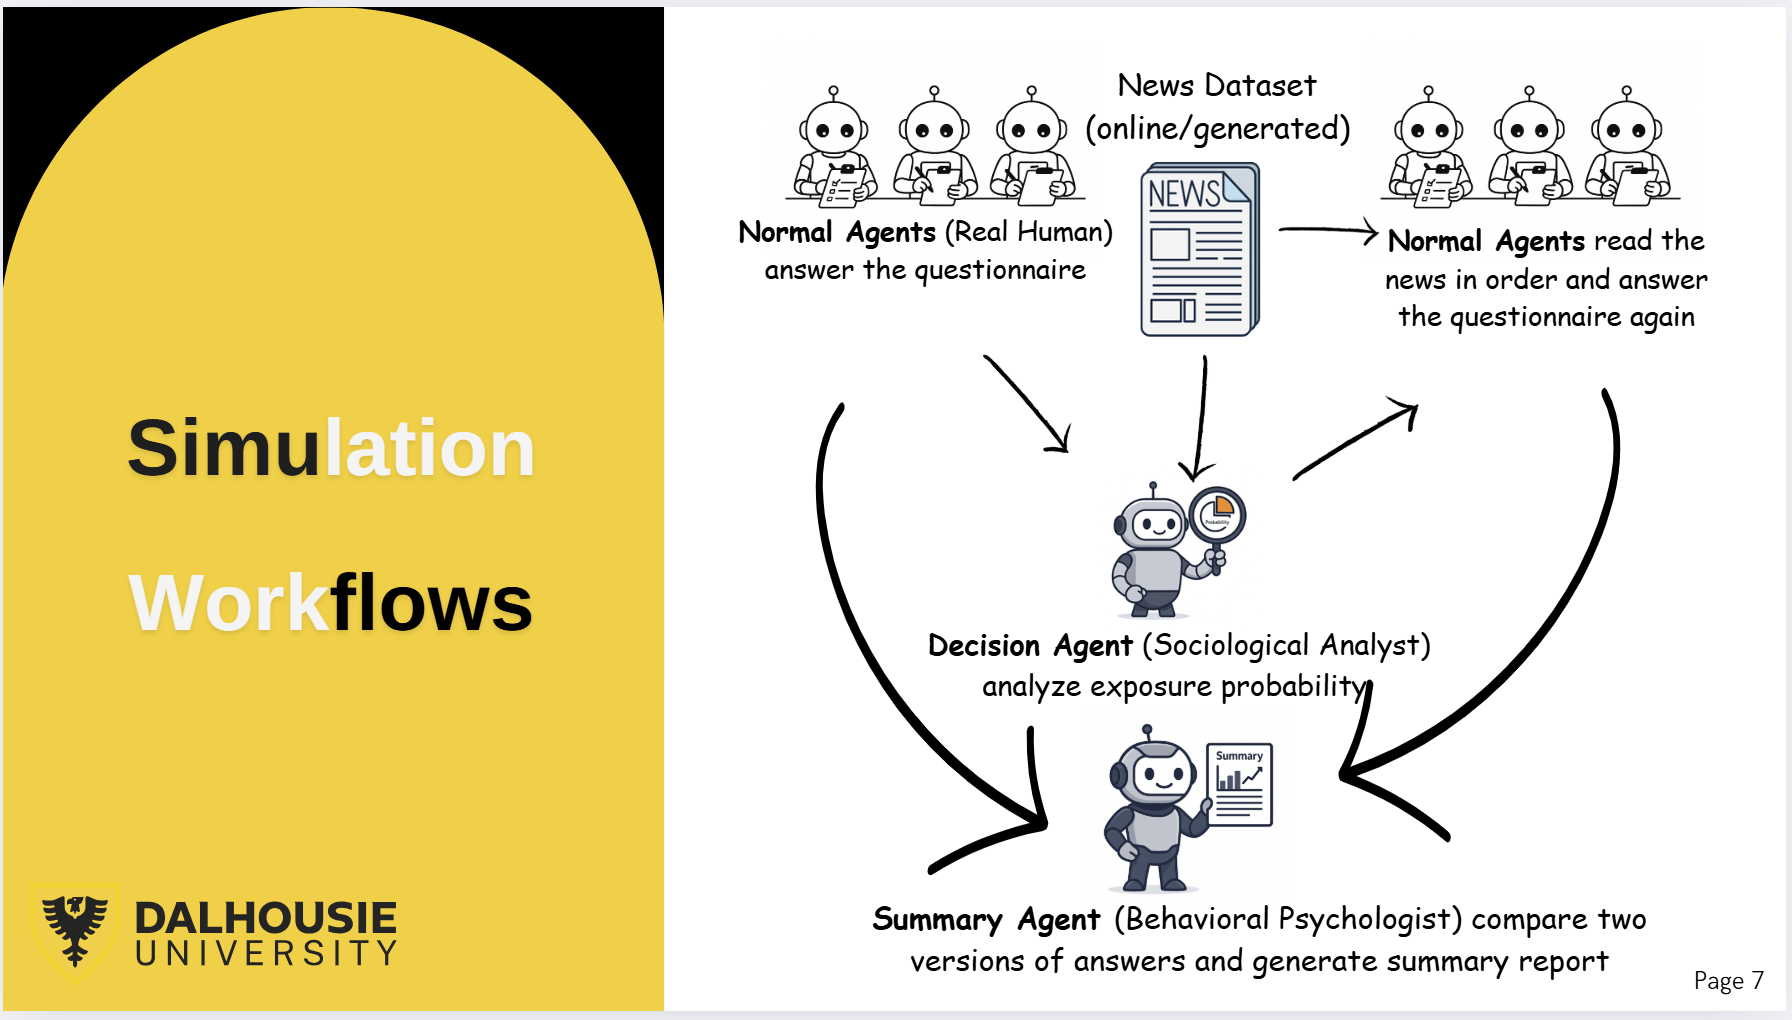 Simulation
Workflows
DALHOUSIE
UNIVERSITY
News Dataset
(online/generated)
NEWS
Normal Agents (Real Human)
answer the questionnaire
Normal Agents read the
news in order and answer
the questionnaire again
Probability
Decision Agent (Sociological Analyst)
analyze exposure probability
Summary
Summary Agent (Behavioral Psychologist) compare two
versions of answers and generate summary report
Page 7